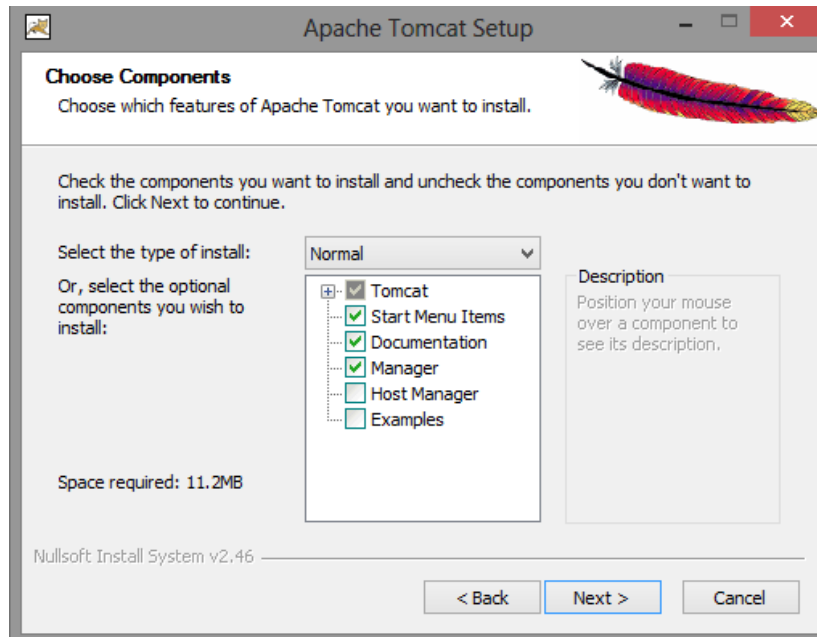 Apache Tomcat Setup
Choose Components
Choose which features of Apache Tomcat you want to install.
Check the components you want to install and uncheck the components you don't want to
install. Click Next to continue.
Select the type of install:
Normal
Or, select the optional
components you wish to
install:
Tomcat
Start Menu Items
Documentation
Manager
Host Manager
Examples
Description
Position your mouse
over a component to
see its description.
Space required: 11.2MB
Nullsoft Install System v2.46
< Back
Next >
Cancel